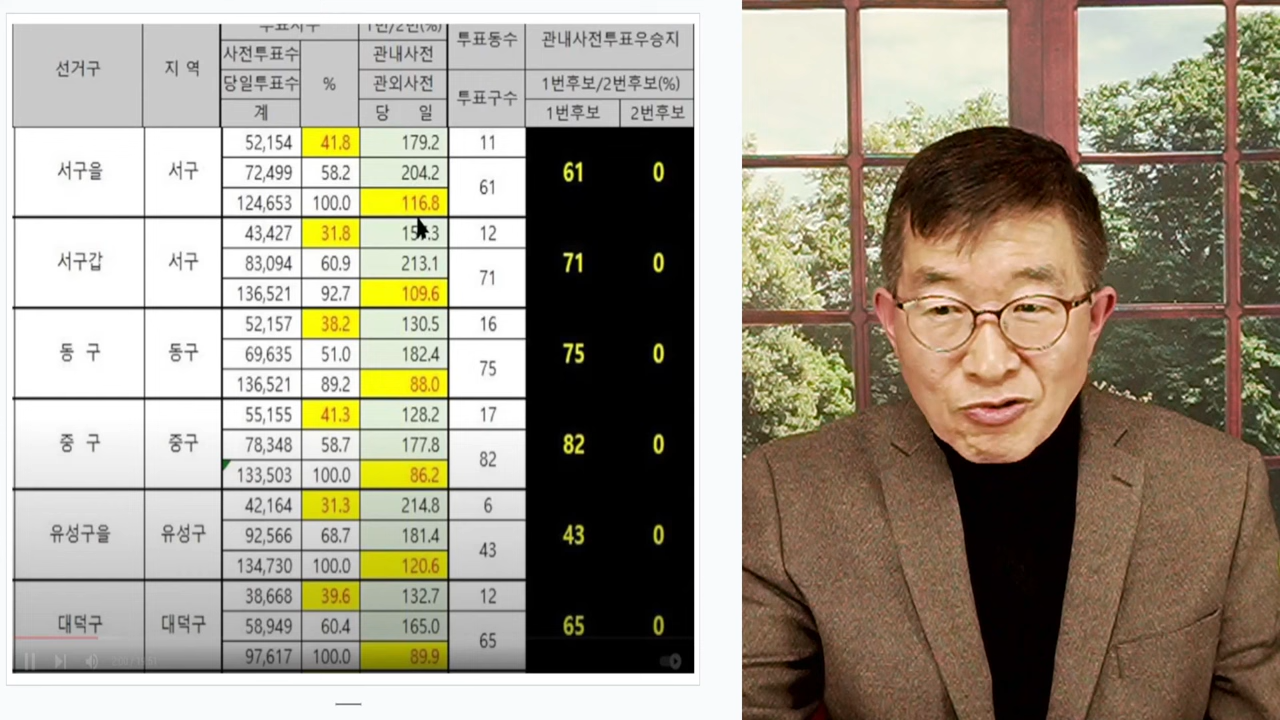 투표자수 1번/2번(%)
선거구 지 역 사전투표수 % 관내사전 투표동수 관내사전투표우승지
당일투표수 관외사전 투표구수 1번후보/2번후보(%)
계 당 일 1번후보 2번후보
52,154 41.8 179.2 11
서구을 서구 72,499 58.2 204.2 61 61 0
124,653 100.0 116.8
43,427 31.8 12
서구갑 서구 83,094 60.9 213.1 71 71 0
136,521 92.7 109.6
52,157 38.2 130.5 16
동 구 동구 69,635 51.0 182.4 75 75 0
136,521 89.2 88.0
55,155 41.3 128.2 17
중 구 중구 78,348 58.7 177.8 82 82 0
133,503 100.0 86.2
42,164 31.3 214.8 6
유성구을 유성구 92,566 68.7 181.4 43 43 0
134,730 100.0 120.6
38,668 39.6 132.7 12
대덕구 대덕구 58,949 60.4 165.0 65 65 0
97,617 100.0 89.9